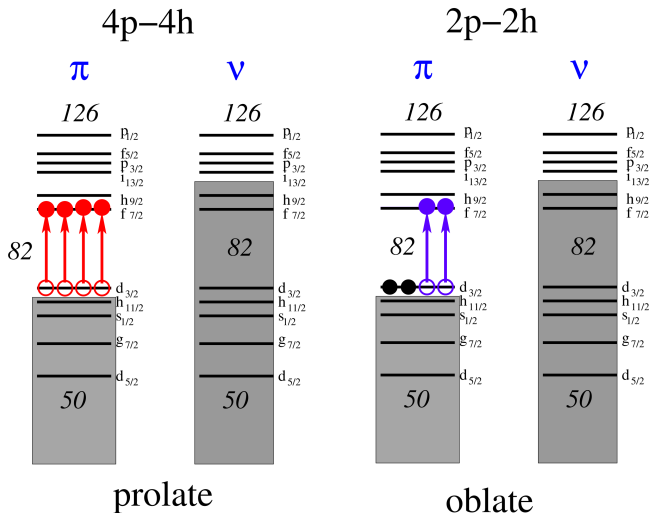 4p−4h 2p−2h
π ν π ν
126 126 126 126
p1/2 p1/2 p1/2 p1/2
f5/2 f5/2 f5/2 f5/2
p3/2 p3/2 p3/2 p3/2
i13/2 i13/2 i13/2 i13/2
h9/2 h9/2 h9/2 h9/2
f7/2 f7/2 f7/2 f7/2
82 82 82 82
d3/2 d3/2 d3/2 d3/2
h11/2 h11/2 h11/2 h11/2
s1/2 s1/2 s1/2 s1/2
g7/2 g7/2 g7/2 g7/2
d5/2 d5/2 d5/2 d5/2
50 50 50 50
prolate oblate